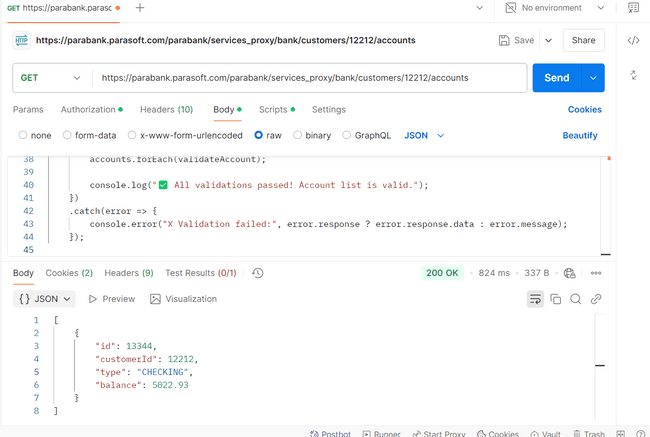 GET https://parabank.parasc
No environment
HTTP https://parabank.parasoft.com/parabank/services_proxy/bank/customers/12212/accounts
Save
Share
GET https://parabank.parasoft.com/parabank/services_proxy/bank/customers/12212/accounts
Send
Params Authorization Headers (10) Body Scripts Settings Cookies
none form-data x-www-form-urlencoded raw binary GraphQL JSON Beautify
38 accounts.forEach(validateAccount);
39
40 console.log("✅ All validations passed! Account list is valid.");
41 })
42 .catch(error => {
43 console.error("X Validation failed:", error.response ? error.response.data : error.message);
44 });
45
Body Cookies (2) Headers (9) Test Results (0/1) 200 OK • 824 ms • 337 B
{} JSON Preview Visualization
1 [
2 {
3 "id": 13344,
4 "customerId": 12212,
5 "type": "CHECKING",
6 "balance": 5022.93
7 }
8 ]
Postbot Runner Start Proxy Cookies Vault Trash